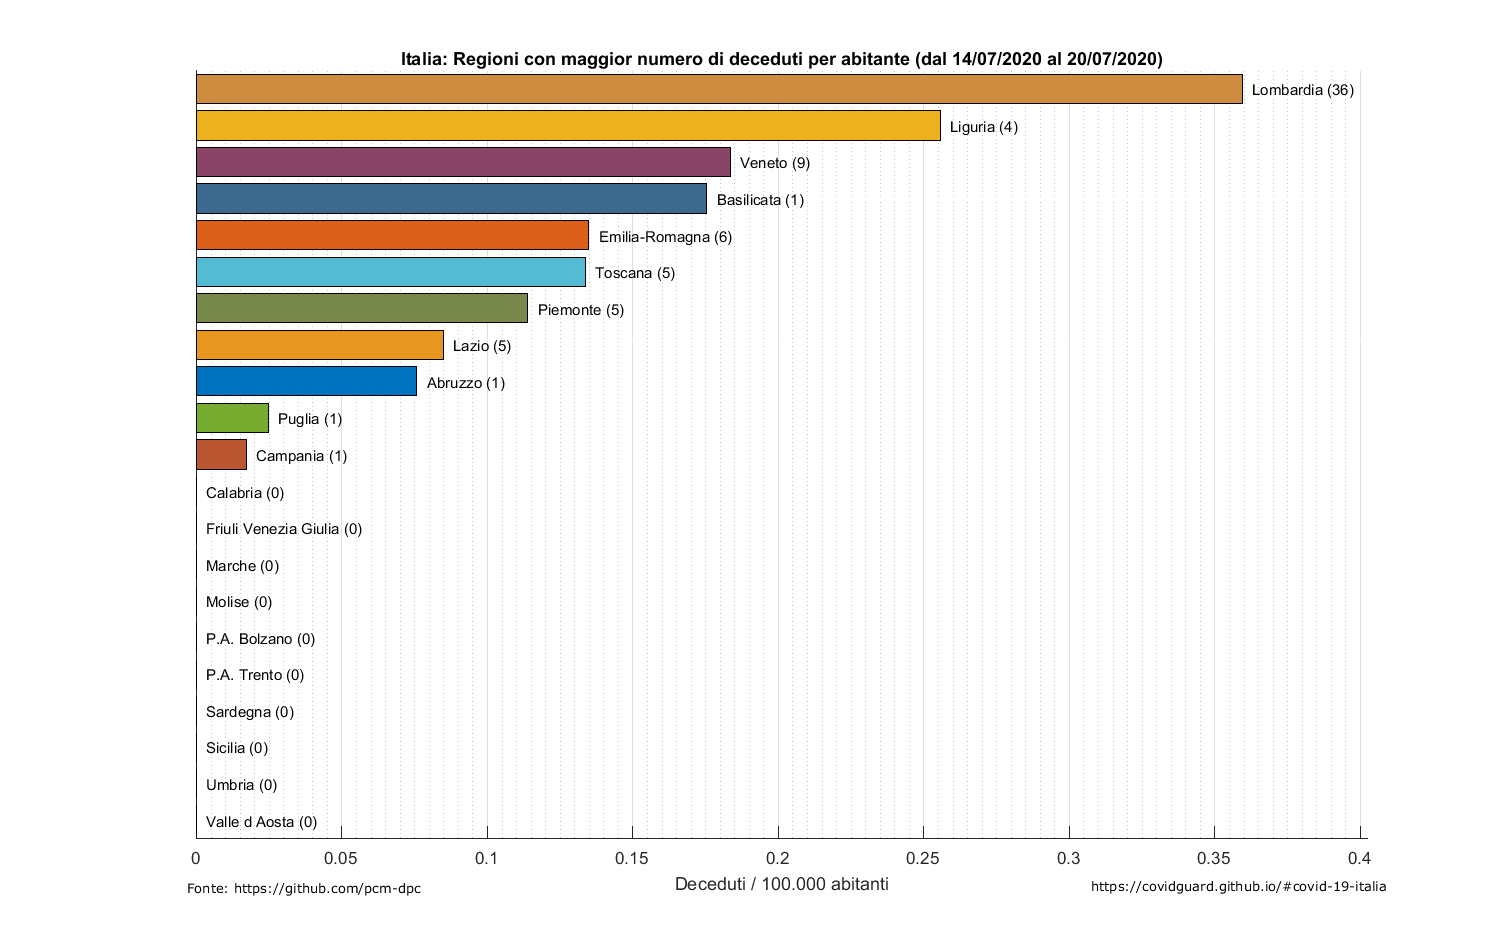 Italia: Regioni con maggior numero di deceduti per abitante (dal 14/07/2020 al 20/07/2020)
Lombardia (36)
Liguria (4)
Veneto (9)
Basilicata (1)
Emilia-Romagna (6)
Toscana (5)
Piemonte (5)
Lazio (5)
Abruzzo (1)
Puglia (1)
Campania (1)
Calabria (0)
Friuli Venezia Giulia (0)
Marche (0)
Molise (0)
P.A. Bolzano (0)
P.A. Trento (0)
Sardegna (0)
Sicilia (0)
Umbria (0)
Valle d Aosta (0)
0 0.05 0.1 0.15 0.2 0.25 0.3 0.35 0.4
Deceduti / 100.000 abitanti
Fonte: https://github.com/pcm-dpc
https://covidguard.github.io/#covid-19-italia